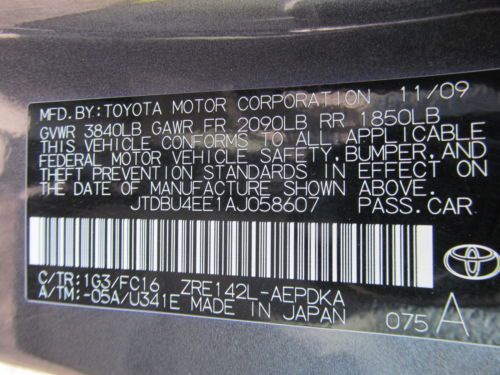 MFD. BY: TOYOTA MOTOR CORPORATION 11/09
GVWR 3840LB GAWR FR 2090LB RR 1850LB
THIS VEHICLE CONFORMS TO ALL APPLICABLE
FEDERAL MOTOR VEHICLE SAFETY, BUMPER, AND
THEFT PREVENTION STANDARDS IN EFFECT ON
THE DATE OF MANUFACTURE SHOWN ABOVE.
JTDBU4EE1AJ058607 PASS.CAR
C/TR: 1G3/FC16 ZRE142L-AEPDKA
A/TM: -05A/U341E MADE IN JAPAN 075 A
TOYOTA